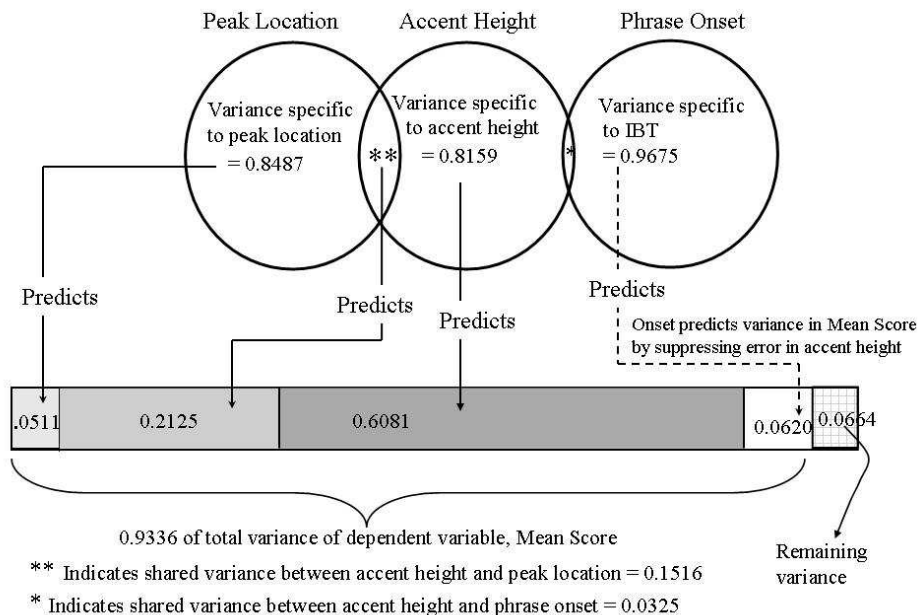 Peak Location
Accent Height
Phrase Onset
Variance specific
to peak location
= 0.8487
**
Variance specific
to accent height
= 0.8159
*
Variance specific
to IBT
= 0.9675
Predicts
Predicts
Predicts
Predicts
Onset predicts variance in Mean Score
by suppressing error in accent height
.0511
0.2125
0.6081
0.0620
0.0664
0.9336 of total variance of dependent variable, Mean Score
Remaining
variance
** Indicates shared variance between accent height and peak location = 0.1516
* Indicates shared variance between accent height and phrase onset = 0.0325